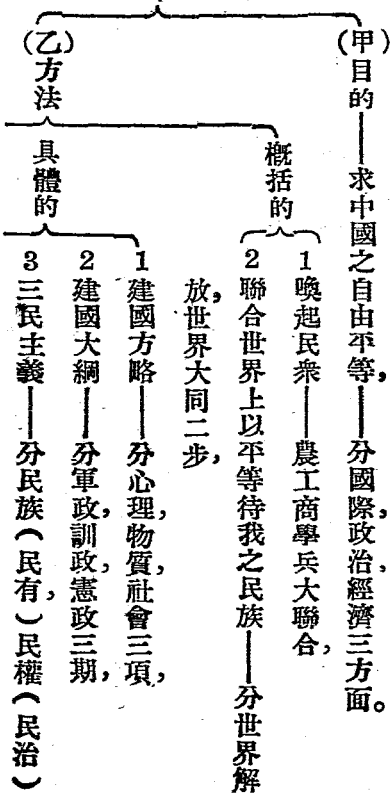 (甲)目的——求中國之自由平等,——分國際,政治,經濟三方面。
概括的
1 喚起民衆——農工商學兵大聯合,
2 聯合世界上以平等待我之民族——分世界解
放,世界大同二步,
(乙)方法
具體的
1 建國方略——分心理,物質,社會三項,
2 建國大綱——分軍政,訓政,憲政三期,
3 三民主義——分民族(民有,)民權(民治)